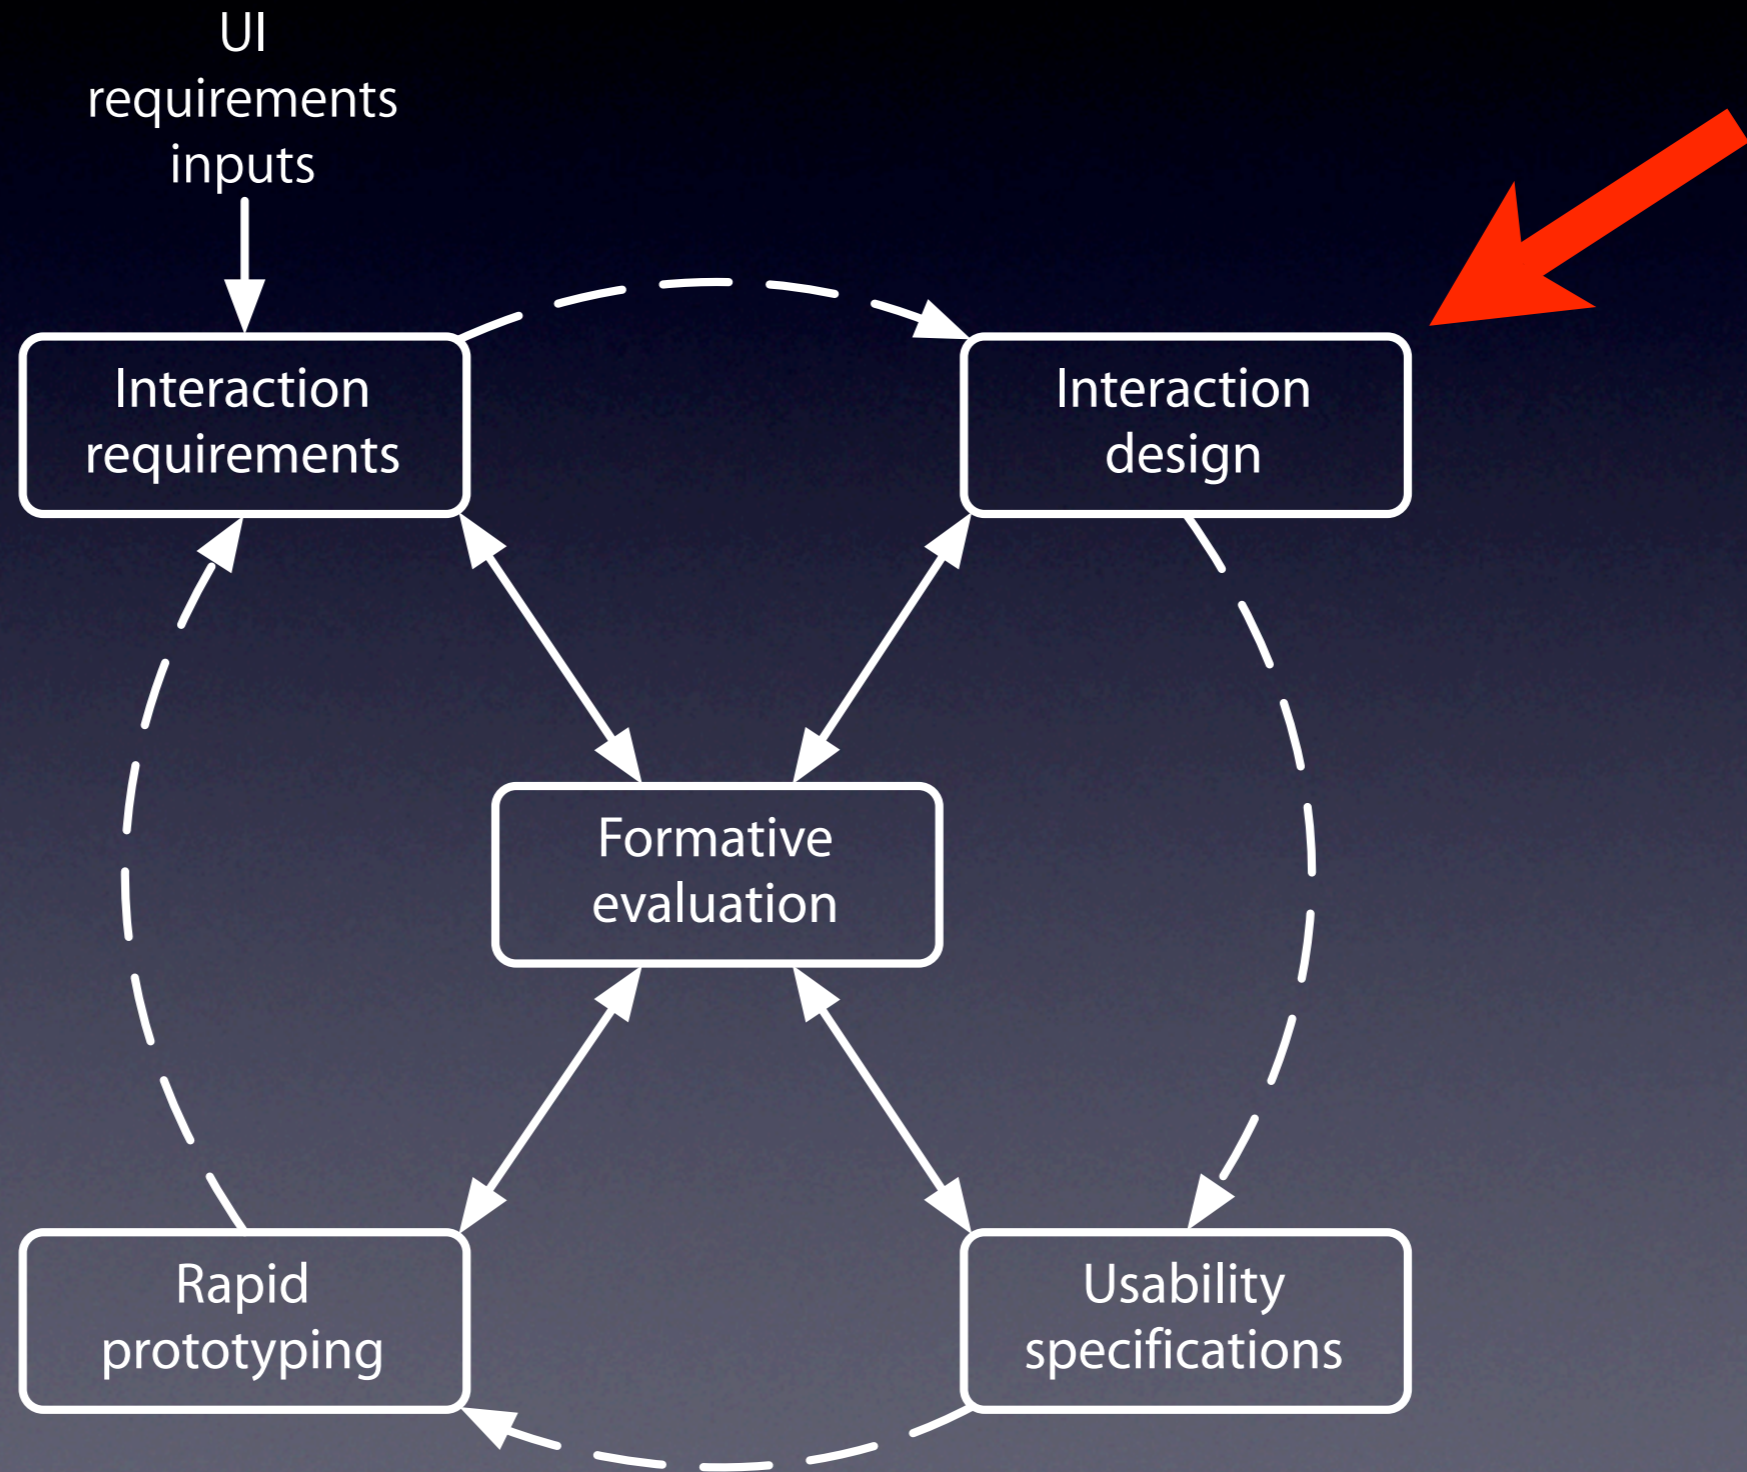 UI
requirements
inputs
Interaction
requirements
Interaction
design
Formative
evaluation
Rapid
prototyping
Usability
specifications